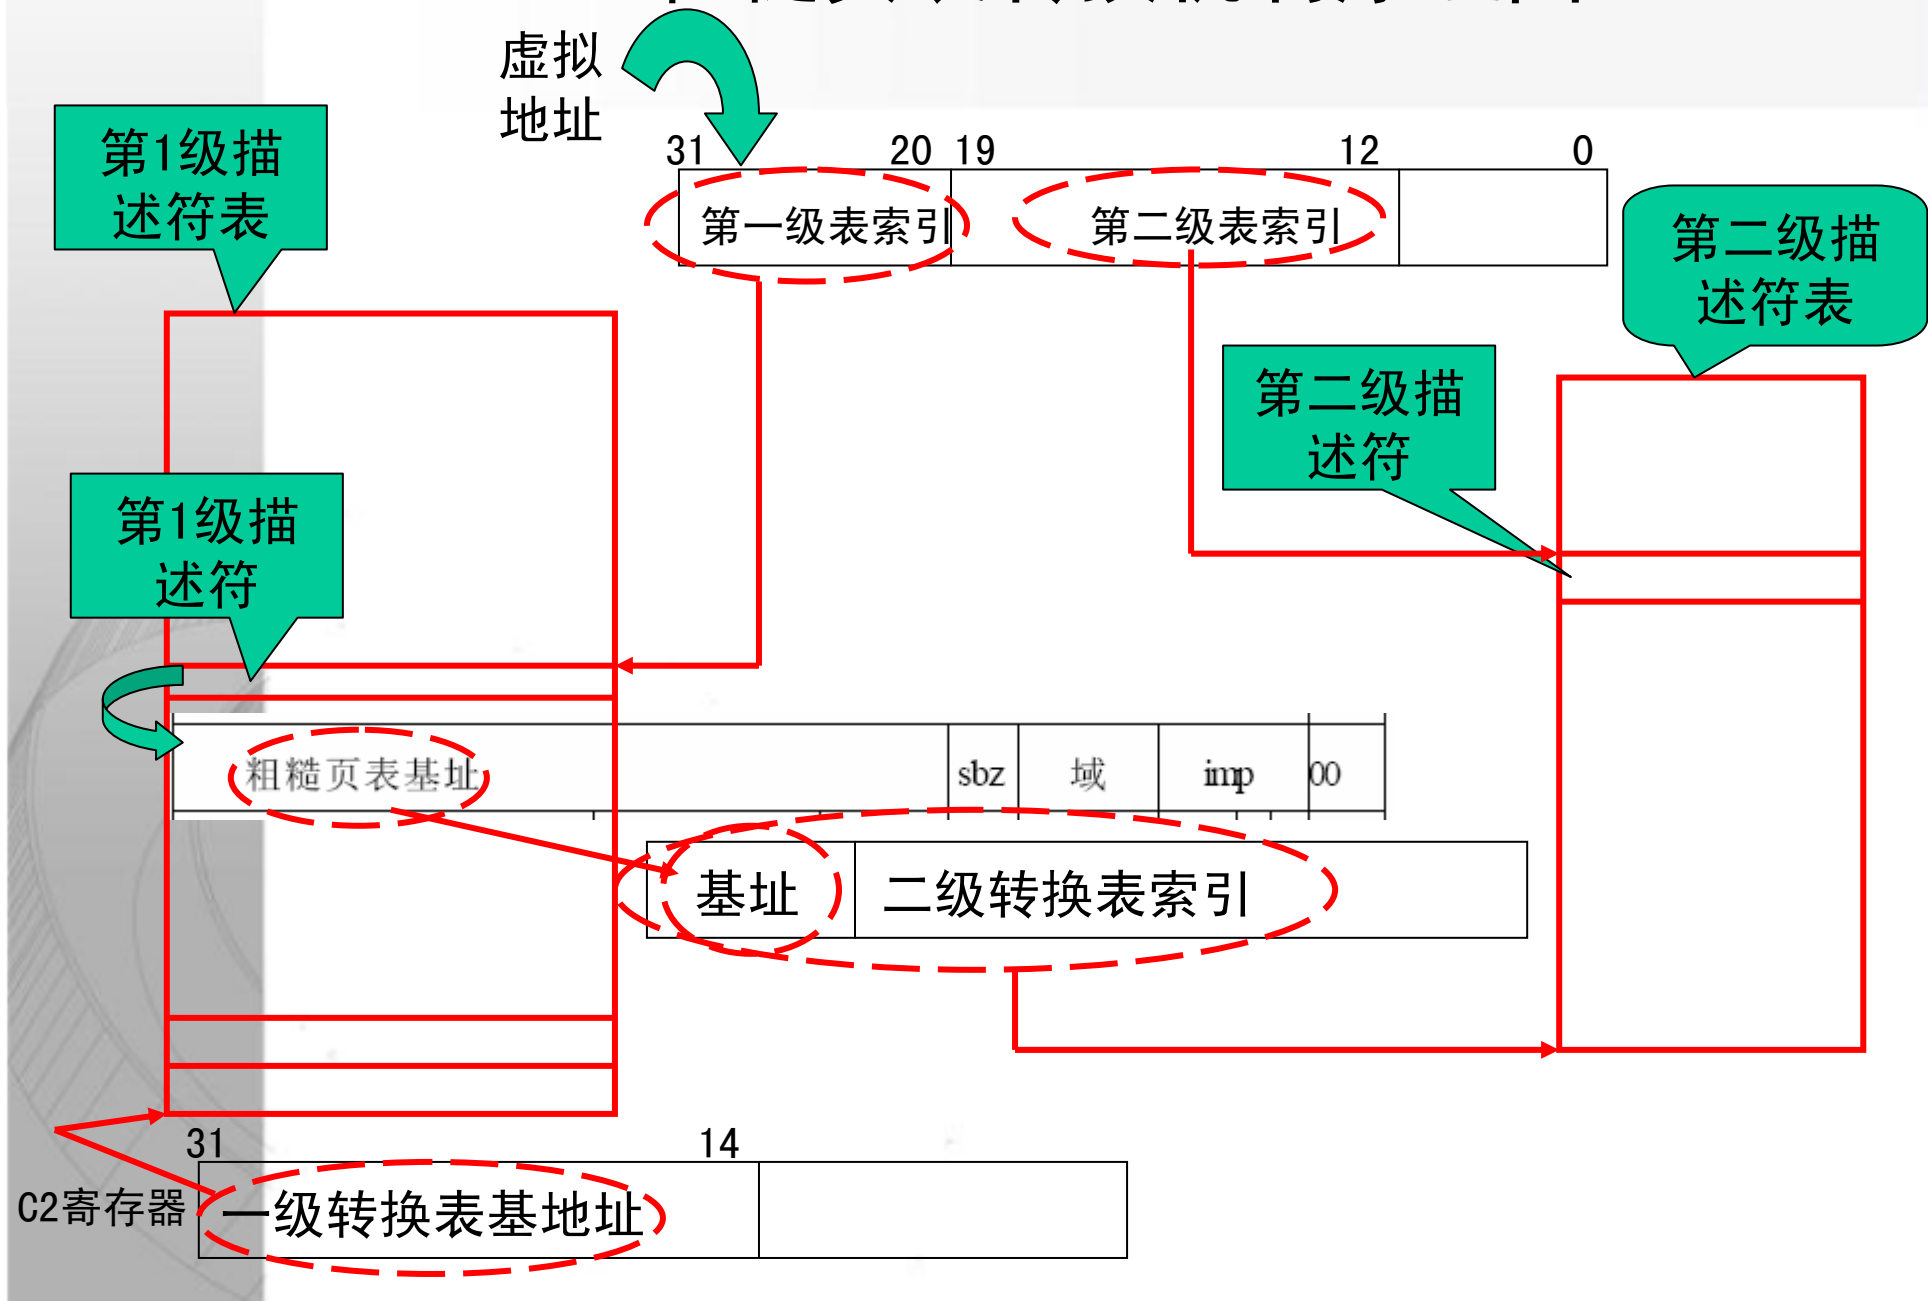 虚拟
地址
31 20 19 12 0
第一级表索引 第二级表索引
第1级描
述符表
第二级描
述符表
第二级描
述符
第1级描
述符
粗糙页表基址 sbz 域 imp 00
基址 二级转换表索引
31 14
C2寄存器 一级转换表基地址